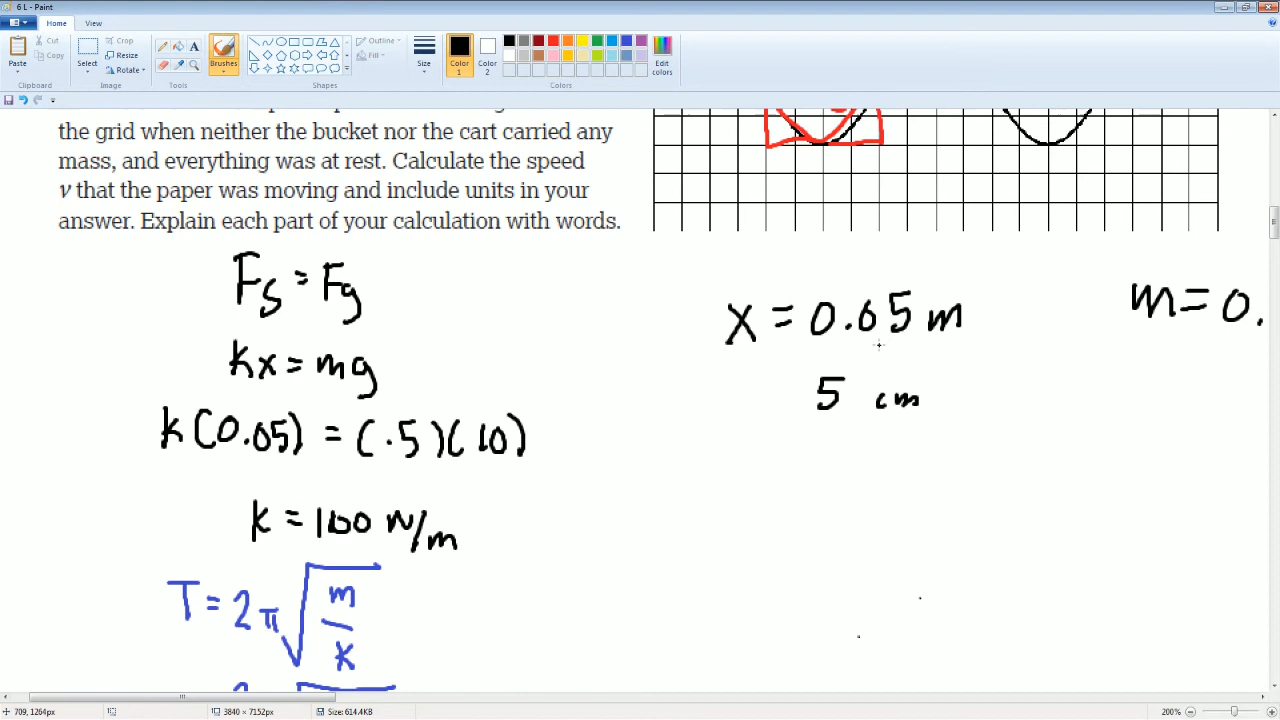 6 L - Paint
Home View
Paste
Cut
Copy
Clipboard
Select
Crop
Resize
Rotate
Image
A
Tools
Brushes
Outline
Fill
Shapes
Size
Color 1
Color 2
Edit colors
Colors
the grid when neither the bucket nor the cart carried any
mass, and everything was at rest. Calculate the speed
v that the paper was moving and include units in your
answer. Explain each part of your calculation with words.
Fs = Fg
kx = mg
k(0.05) = (.5)(10)
k = 100 N/m
T = 2π√m/k
x = 0.05 m
5 cm
m = 0.
709, 1264px
3840 × 7152px
Size: 614.4KB
200%